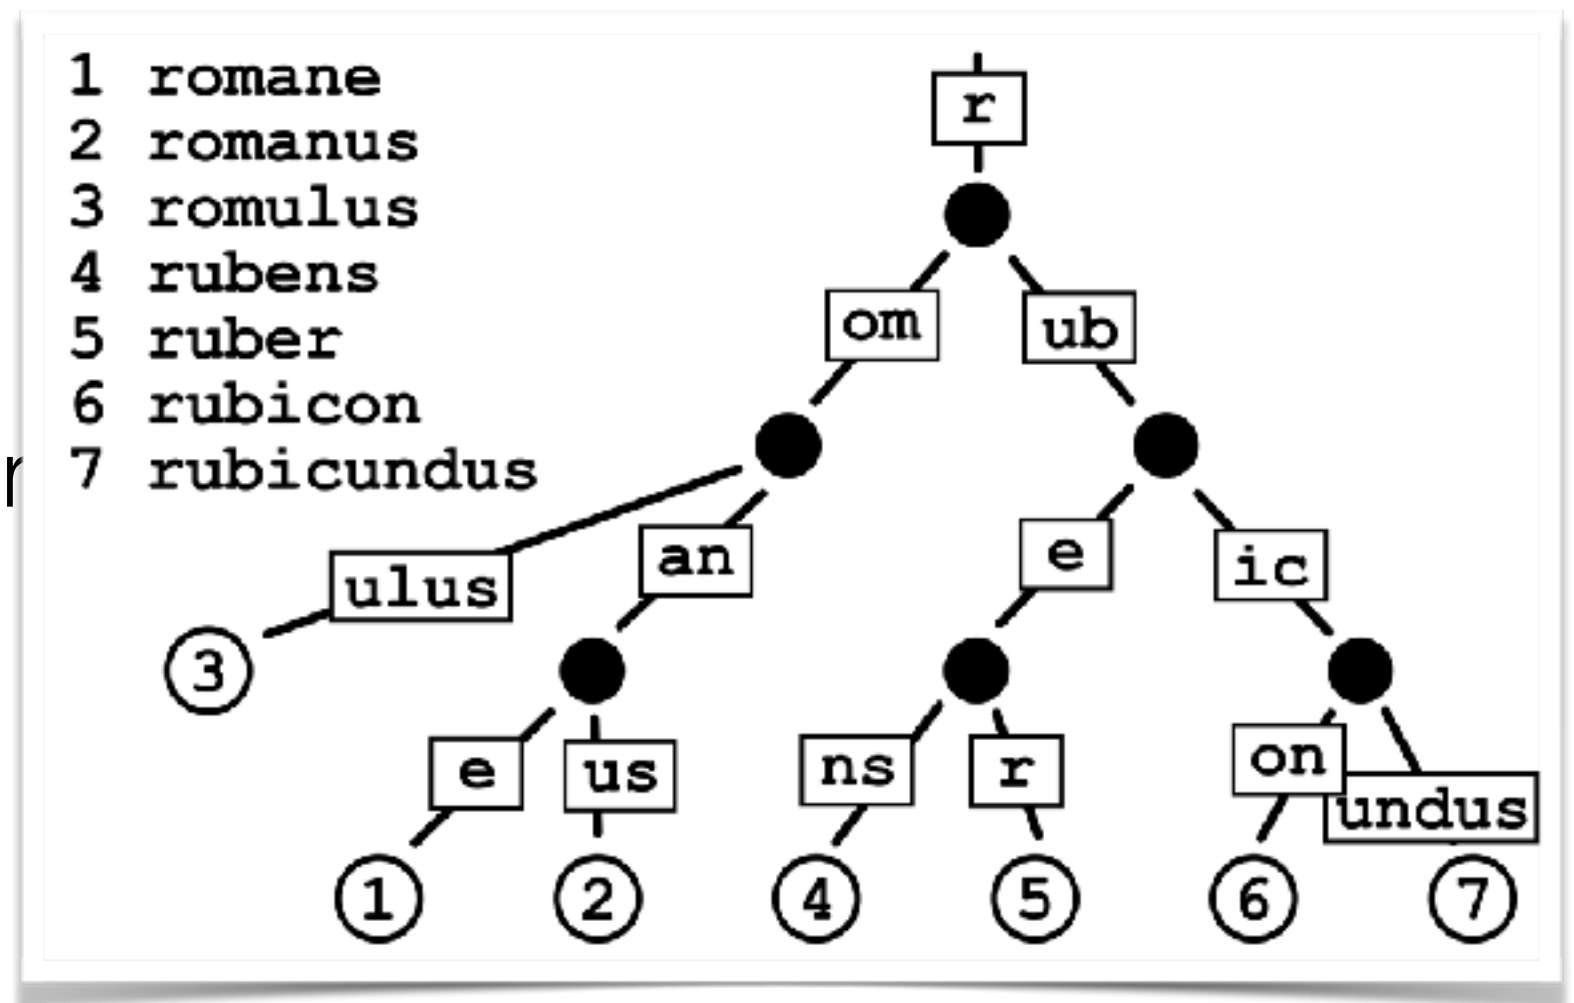 1 romane
2 romanus
3 romulus
4 rubens
5 ruber
6 rubicon
7 rubicundus
r
r
om
ub
ulus
an
e
ic
3
e
us
ns
r
on
undus
1
2
4
5
6
7